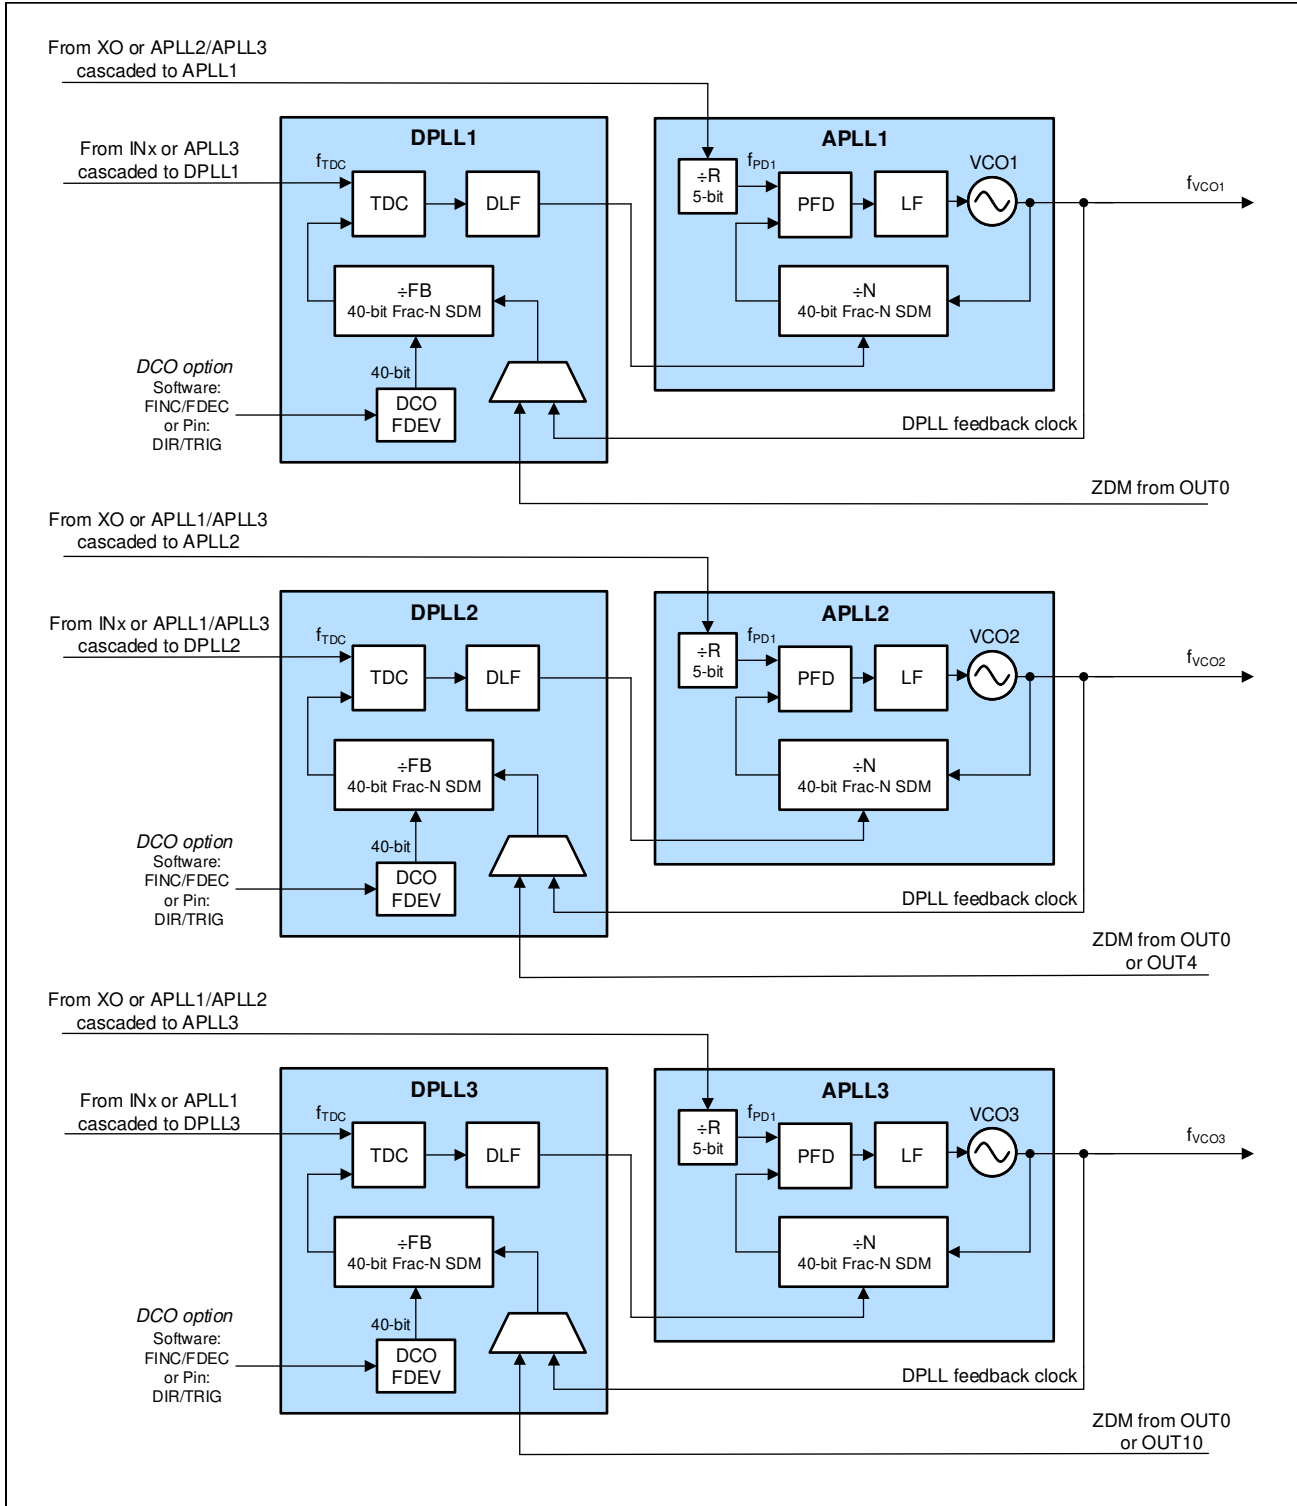 From XO or APLL2/APLL3
cascaded to APLL1
DPLL1
APLL1
From INx or APLL3
cascaded to DPLL1
fTDC
TDC
DLF
÷R
5-bit
fPD1
PFD
LF
VCO1
fVCO1
÷FB
40-bit Frac-N SDM
÷N
40-bit Frac-N SDM
DCO option
Software:
FINC/FDEC
or Pin:
DIR/TRIG
40-bit
DCO
FDEV
DPLL feedback clock
ZDM from OUT0
From XO or APLL1/APLL3
cascaded to APLL2
DPLL2
APLL2
From INx or APLL1/APLL3
cascaded to DPLL2
fTDC
TDC
DLF
÷R
5-bit
fPD1
PFD
LF
VCO2
fVCO2
÷FB
40-bit Frac-N SDM
÷N
40-bit Frac-N SDM
DCO option
Software:
FINC/FDEC
or Pin:
DIR/TRIG
40-bit
DCO
FDEV
DPLL feedback clock
ZDM from OUT0
or OUT4
From XO or APLL1/APLL2
cascaded to APLL3
DPLL3
APLL3
From INx or APLL1
cascaded to DPLL3
fTDC
TDC
DLF
÷R
5-bit
fPD1
PFD
LF
VCO3
fVCO3
÷FB
40-bit Frac-N SDM
÷N
40-bit Frac-N SDM
DCO option
Software:
FINC/FDEC
or Pin:
DIR/TRIG
40-bit
DCO
FDEV
DPLL feedback clock
ZDM from OUT0
or OUT10